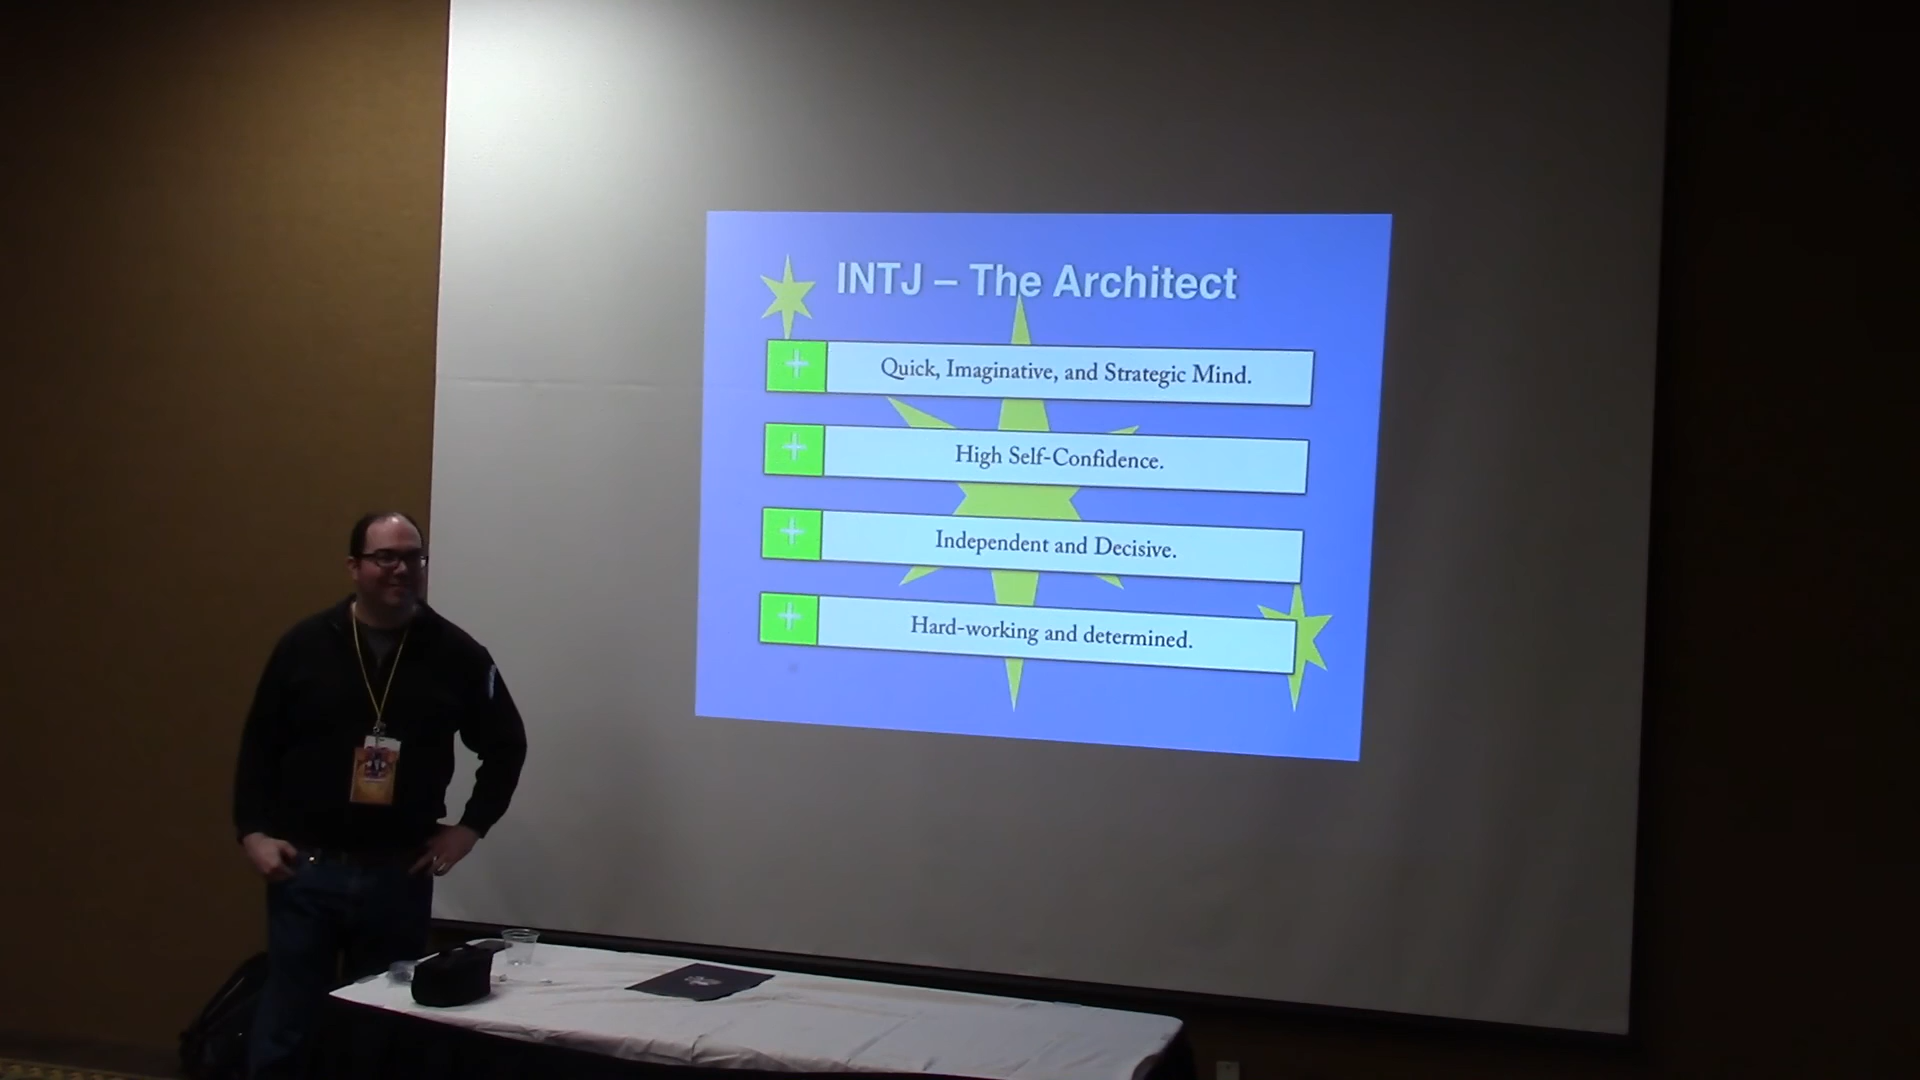 INTJ – The Architect
+ Quick, Imaginative, and Strategic Mind.
+ High Self-Confidence.
+ Independent and Decisive.
+ Hard-working and determined.